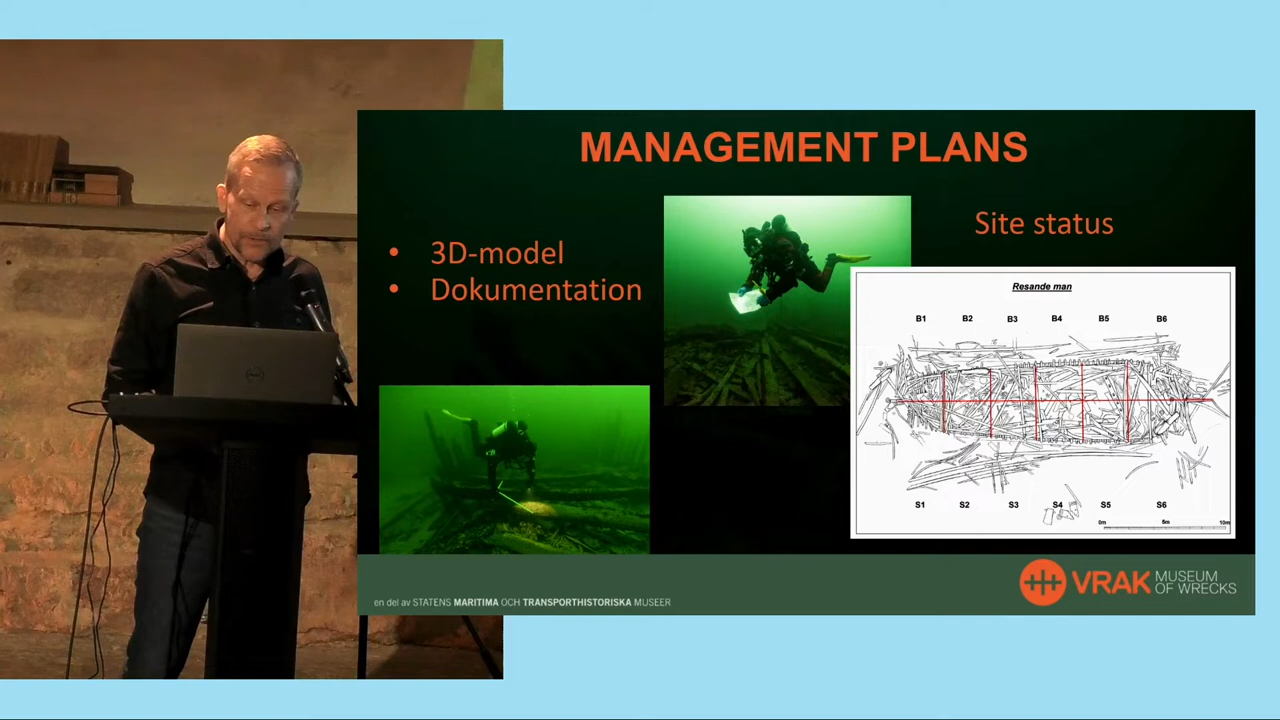 MANAGEMENT PLANS
• 3D-model
• Dokumentation
Site status
Resande man
B1 B2 B3 B4 B5 B6
S1 S2 S3 S4 S5 S6
0m 5m 10m
en del av STATENS MARITIMA OCH TRANSPORTHISTORISKA MUSEER
VRAK MUSEUM
OF WRECKS